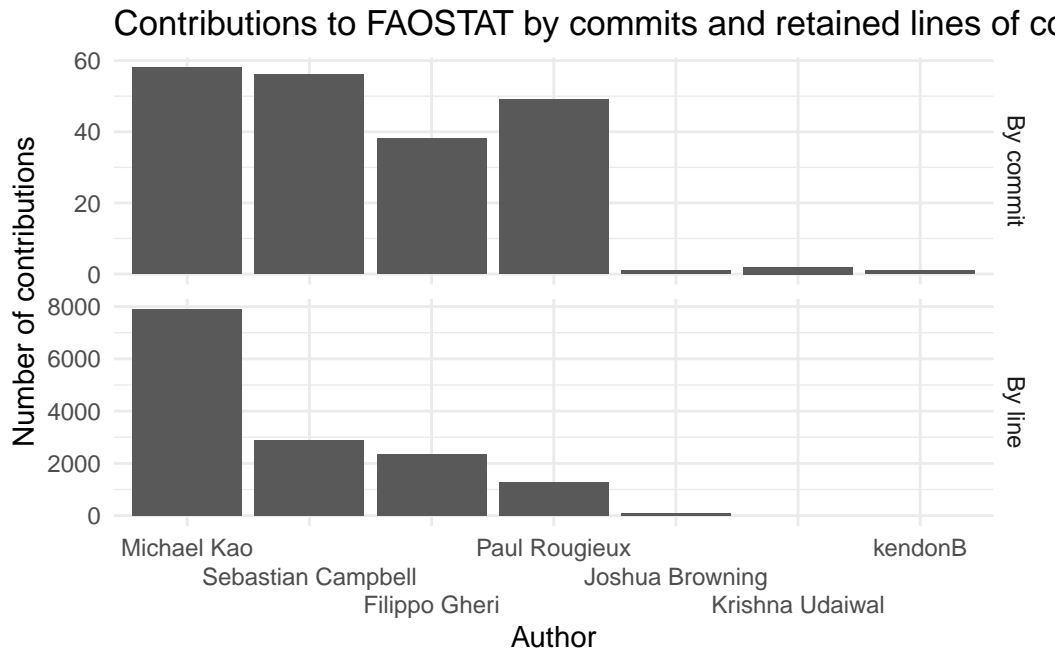 Contributions to FAOSTAT by commits and retained lines of co
60
40
20
0
By commit
Number of contributions
8000
6000
4000
2000
0
By line
Michael Kao
Sebastian Campbell
Filippo Gheri
Paul Rougieux
Joshua Browning
Krishna Udaiwal
kendonB
Author